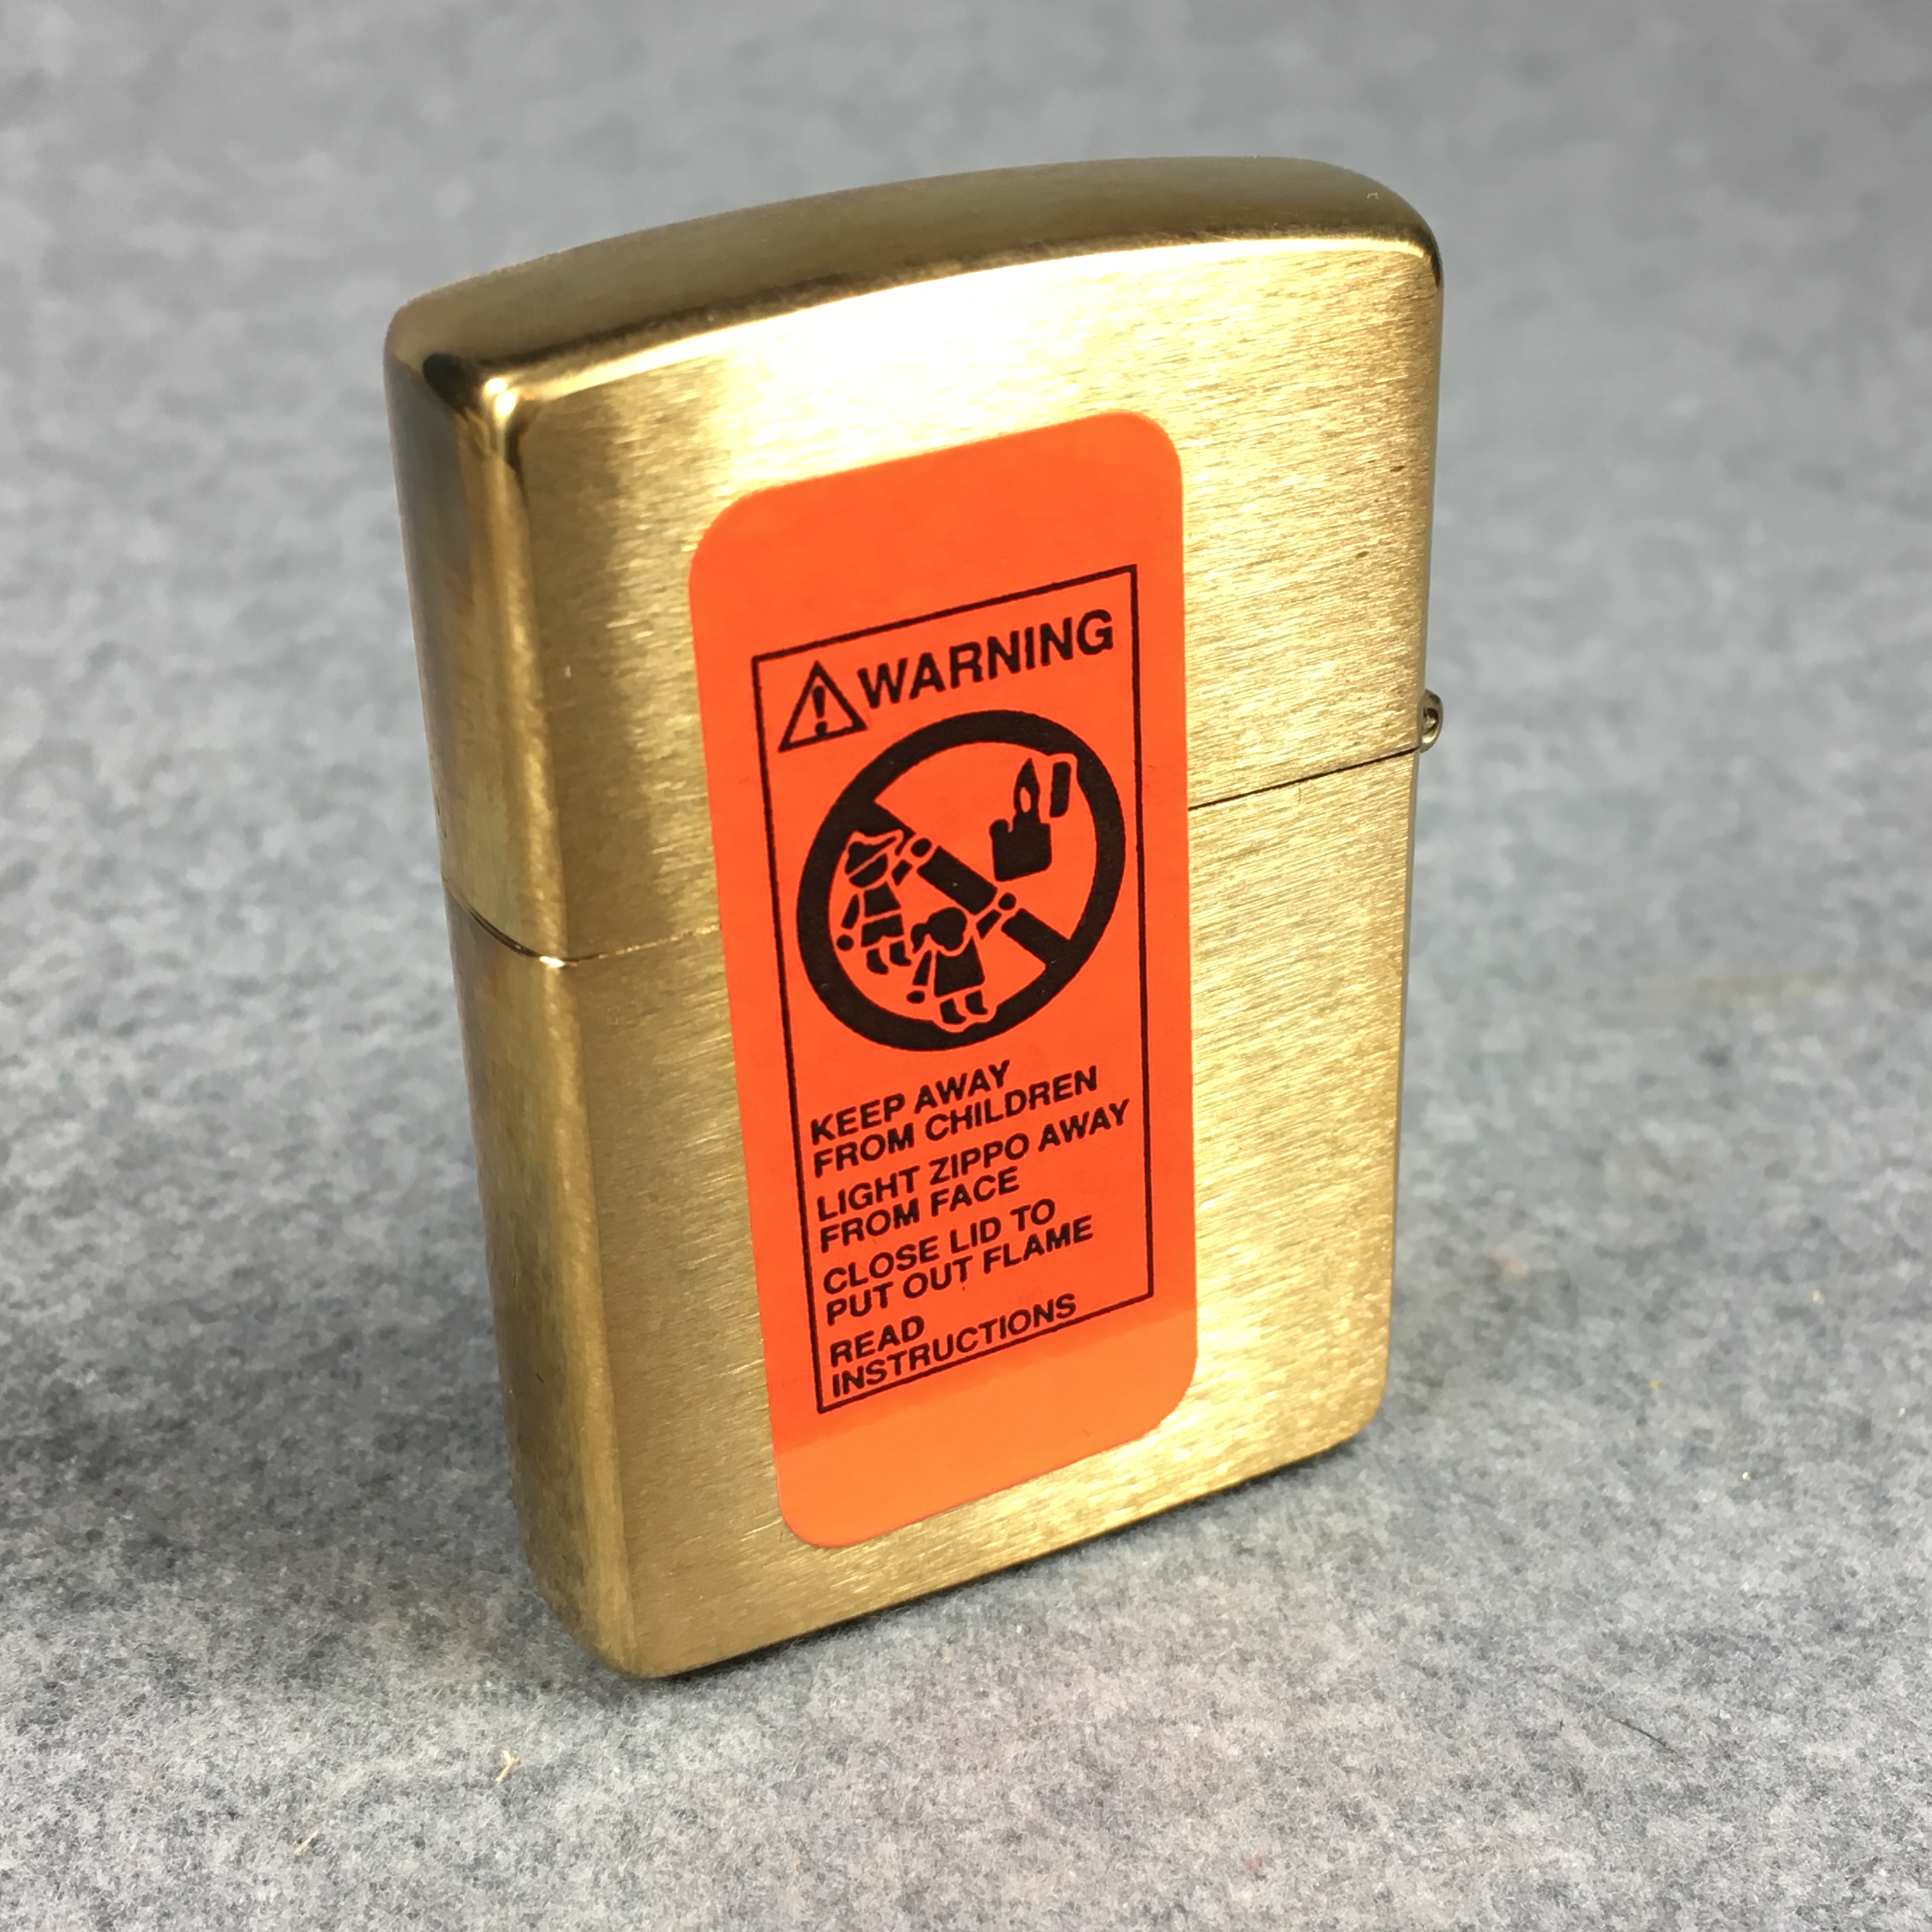 WARNING
KEEP AWAY
FROM CHILDREN
LIGHT ZIPPO AWAY
FROM FACE
CLOSE LID TO
PUT OUT FLAME
READ
INSTRUCTIONS